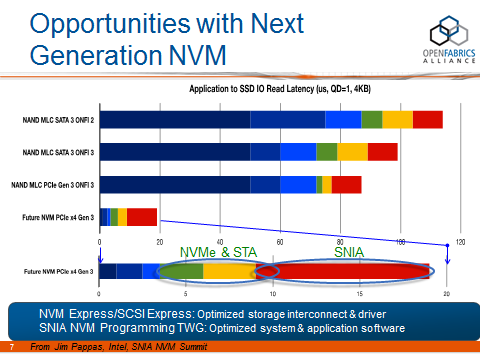 Opportunities with Next
Generation NVM
OPENFABRICS
ALLIANCE
Application to SSD IO Read Latency (us, QD=1, 4KB)
NAND MLC SATA 3 ONFI 2
NAND MLC SATA 3 ONFI 3
NAND MLC PCIe Gen 3 ONFI 3
Future NVM PCIe x4 Gen 3
0 20 40 60 80 100 120
NVMe & STA SNIA
Future NVM PCIe x4 Gen 3
0 5 10 15 20
NVM Express/SCSI Express: Optimized storage interconnect & driver
SNIA NVM Programming TWG: Optimized system & application software
7 From Jim Pappas, Intel, SNIA NVM Summit